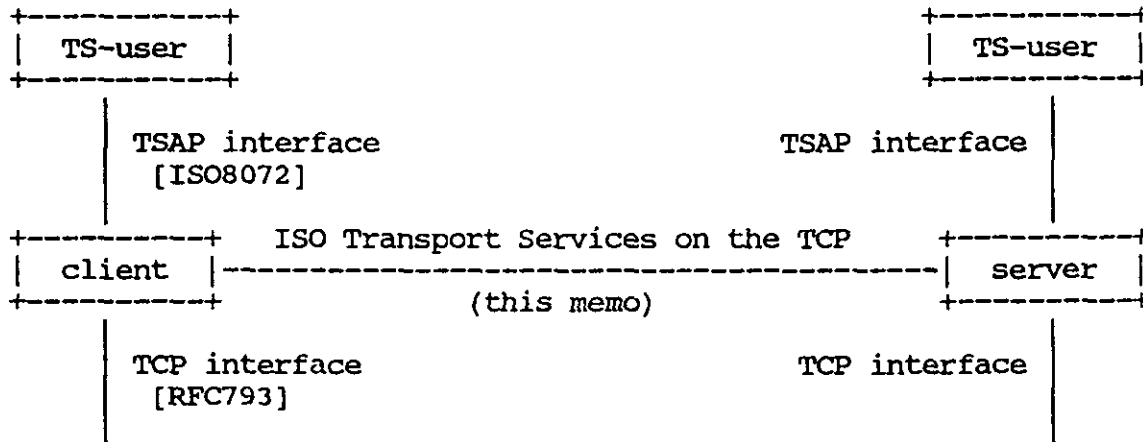 TS-user TS-user
TSAP interface TSAP interface
[ISO8072]
ISO Transport Services on the TCP
client server
(this memo)
TCP interface TCP interface
[RFC793]